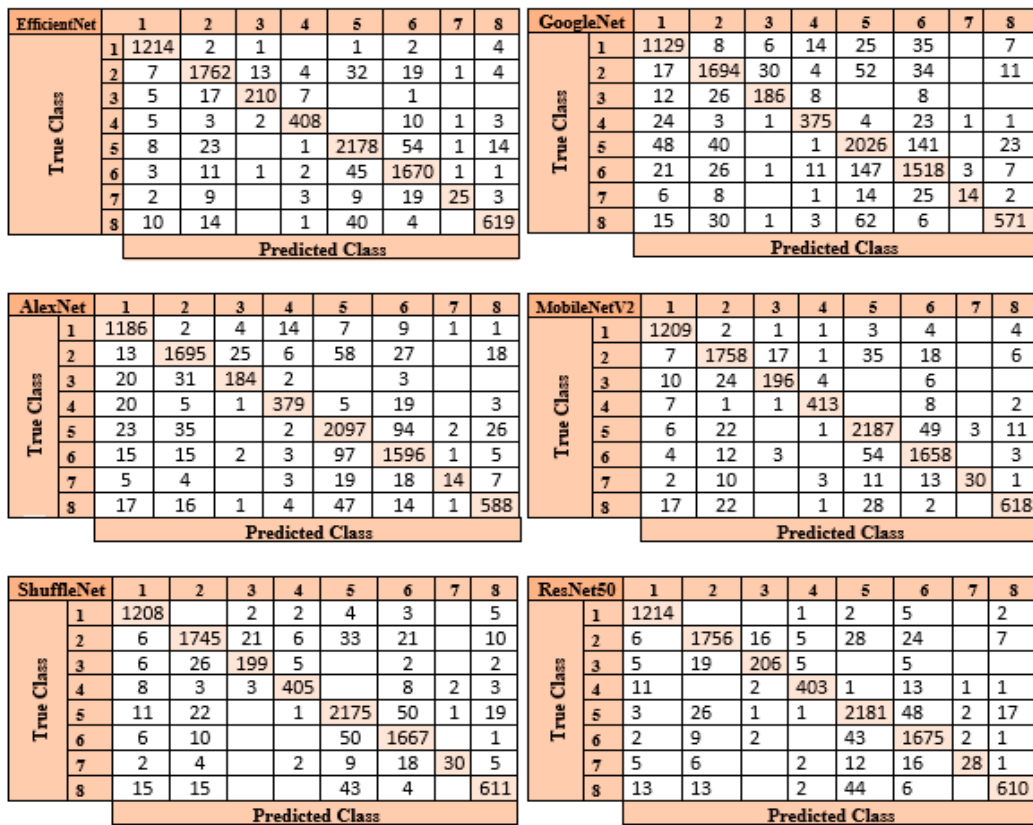 EfficientNet 1 2 3 4 5 6 7 8
1 1214 2 1 1 2 4
2 7 1762 13 4 32 19 1 4
3 5 17 210 7 1
4 5 3 2 408 10 1 3
5 8 23 1 2178 54 1 14
6 3 11 1 2 45 1670 1 1
7 2 9 3 9 19 25 3
8 10 14 1 40 4 619
True Class
Predicted Class
GoogleNet 1 2 3 4 5 6 7 8
1 1129 8 6 14 25 35 7
2 17 1694 30 4 52 34 11
3 12 26 186 8 8
4 24 3 1 375 4 23 1 1
5 48 40 1 2026 141 23
6 21 26 1 11 147 1518 3 7
7 6 8 1 14 25 14 2
8 15 30 1 3 62 6 571
True Class
Predicted Class
AlexNet 1 2 3 4 5 6 7 8
1 1186 2 4 14 7 9 1 1
2 13 1695 25 6 58 27 18
3 20 31 184 2 3
4 20 5 1 379 5 19 3
5 23 35 2 2097 94 2 26
6 15 15 2 3 97 1596 1 5
7 5 4 3 19 18 14 7
8 17 16 1 4 47 14 1 588
True Class
Predicted Class
MobileNetV2 1 2 3 4 5 6 7 8
1 1209 2 1 1 3 4 4
2 7 1758 17 1 35 18 6
3 10 24 196 4 6
4 7 1 1 413 8 2
5 6 22 1 2187 49 3 11
6 4 12 3 54 1658 3
7 2 10 3 11 13 30 1
8 17 22 1 28 2 618
True Class
Predicted Class
ShuffleNet 1 2 3 4 5 6 7 8
1 1208 2 2 4 3 5
2 6 1745 21 6 33 21 10
3 6 26 199 5 2 2
4 8 3 3 405 8 2 3
5 11 22 1 2175 50 1 19
6 6 10 50 1667 1
7 2 4 2 9 18 30 5
8 15 15 43 4 611
True Class
Predicted Class
ResNet50 1 2 3 4 5 6 7 8
1 1214 1 2 5 2
2 6 1756 16 5 28 24 7
3 5 19 206 5 5
4 11 2 403 1 13 1 1
5 3 26 1 1 2181 48 2 17
6 2 9 2 43 1675 2 1
7 5 6 2 12 16 28 1
8 13 13 2 44 6 610
True Class
Predicted Class